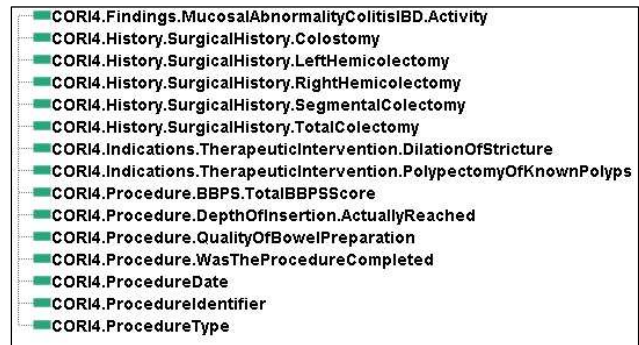 CORI4.Findings.MucosalAbnormalityColitisIBD.Activity
CORI4.History.SurgicalHistory.Colostomy
CORI4.History.SurgicalHistory.LeftHemicolectomy
CORI4.History.SurgicalHistory.RightHemicolectomy
CORI4.History.SurgicalHistory.SegmentalColectomy
CORI4.History.SurgicalHistory.TotalColectomy
CORI4.Indications.TherapeuticIntervention.DilationOfStricture
CORI4.Indications.TherapeuticIntervention.PolypectomyOfKnownPolyps
CORI4.Procedure.BBPS.TotalBBPSScore
CORI4.Procedure.DepthOfInsertion.ActuallyReached
CORI4.Procedure.QualityOfBowelPreparation
CORI4.Procedure.WasTheProcedureCompleted
CORI4.ProcedureDate
CORI4.ProcedureIdentifier
CORI4.ProcedureType